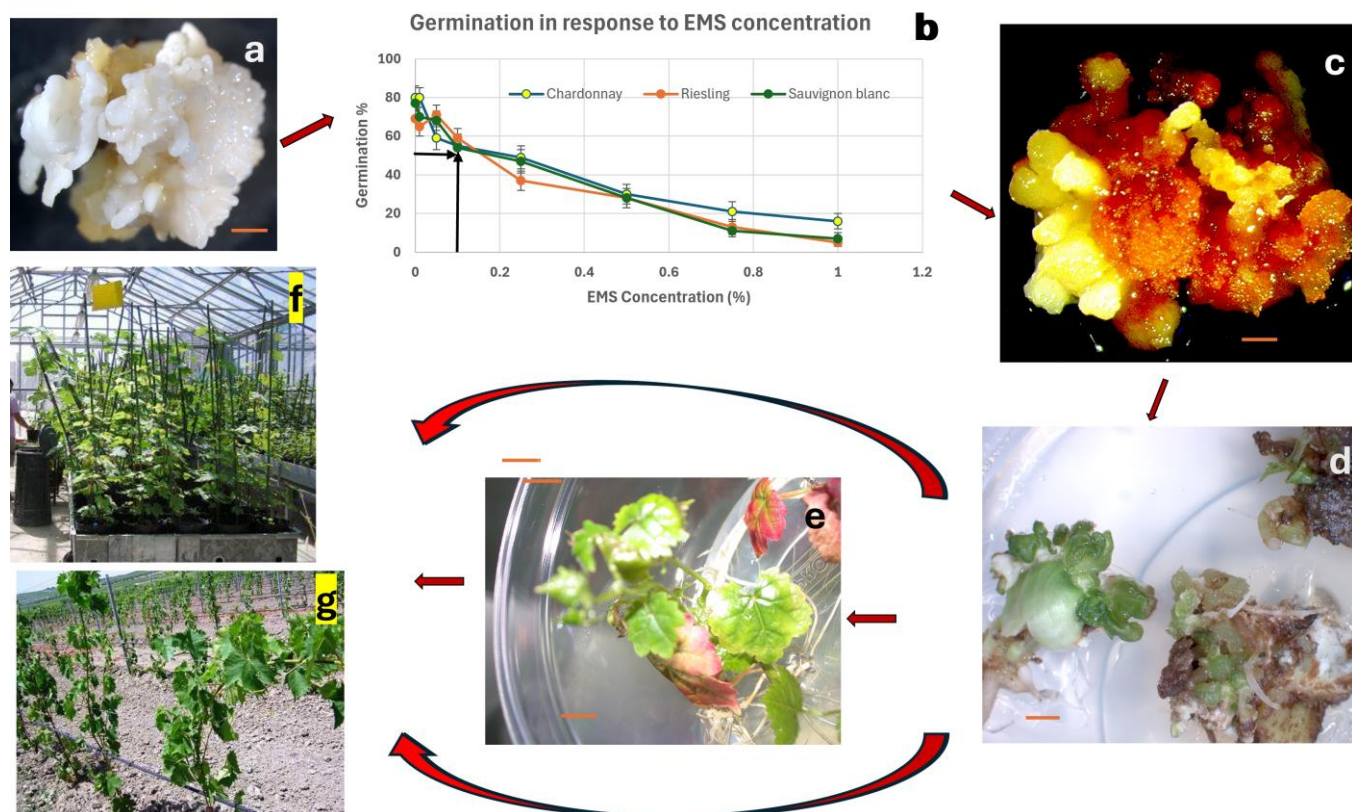 a
Germination in response to EMS concentration
b
Germination %
100
80
60
40
20
0
Chardonnay
Riesling
Sauvignon blanc
0 0.2 0.4 0.6 0.8 1 1.2
EMS Concentration (%)
c
f
e
d
g